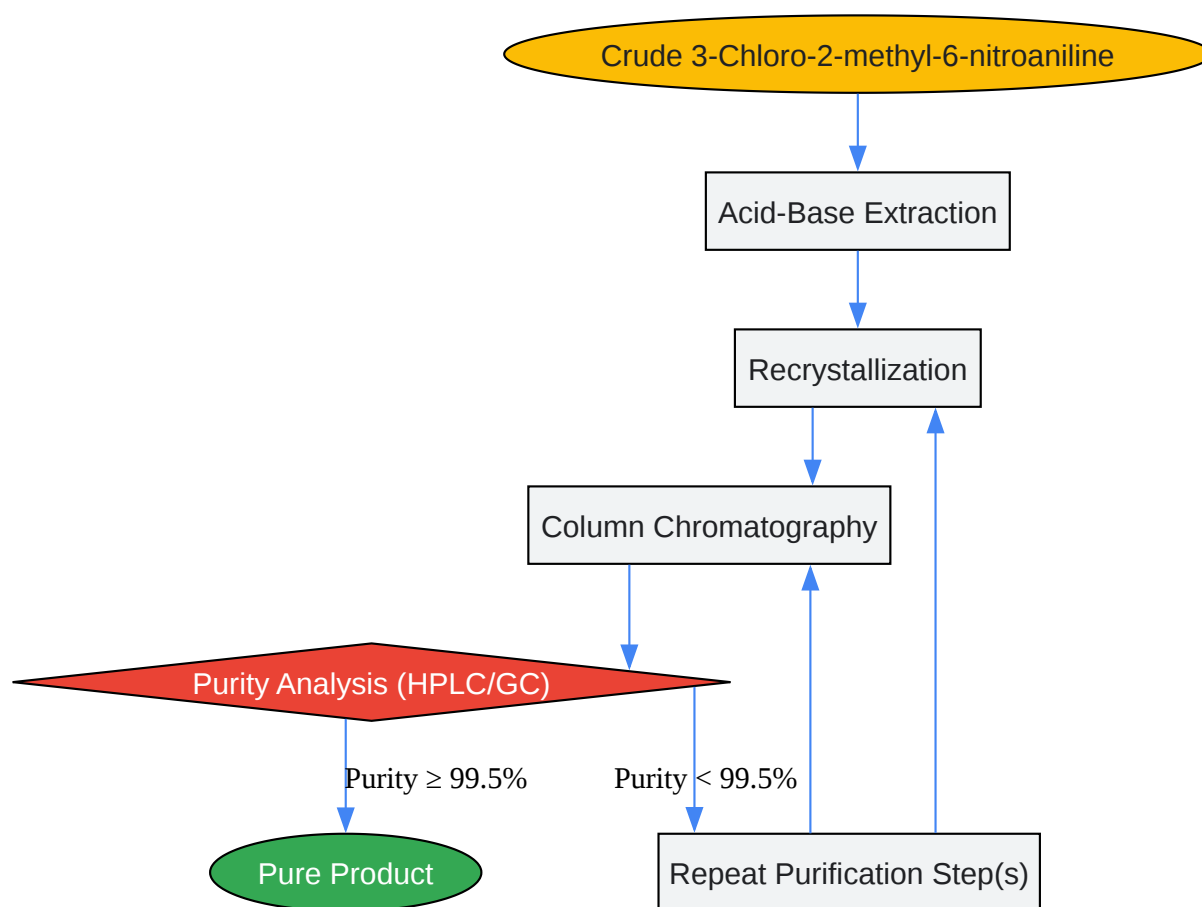 Crude 3-Chloro-2-methyl-6-nitroaniline
Acid-Base Extraction
Recrystallization
Column Chromatography
Purity Analysis (HPLC/GC)
Purity ≥ 99.5%
Purity < 99.5%
Pure Product
Repeat Purification Step(s)